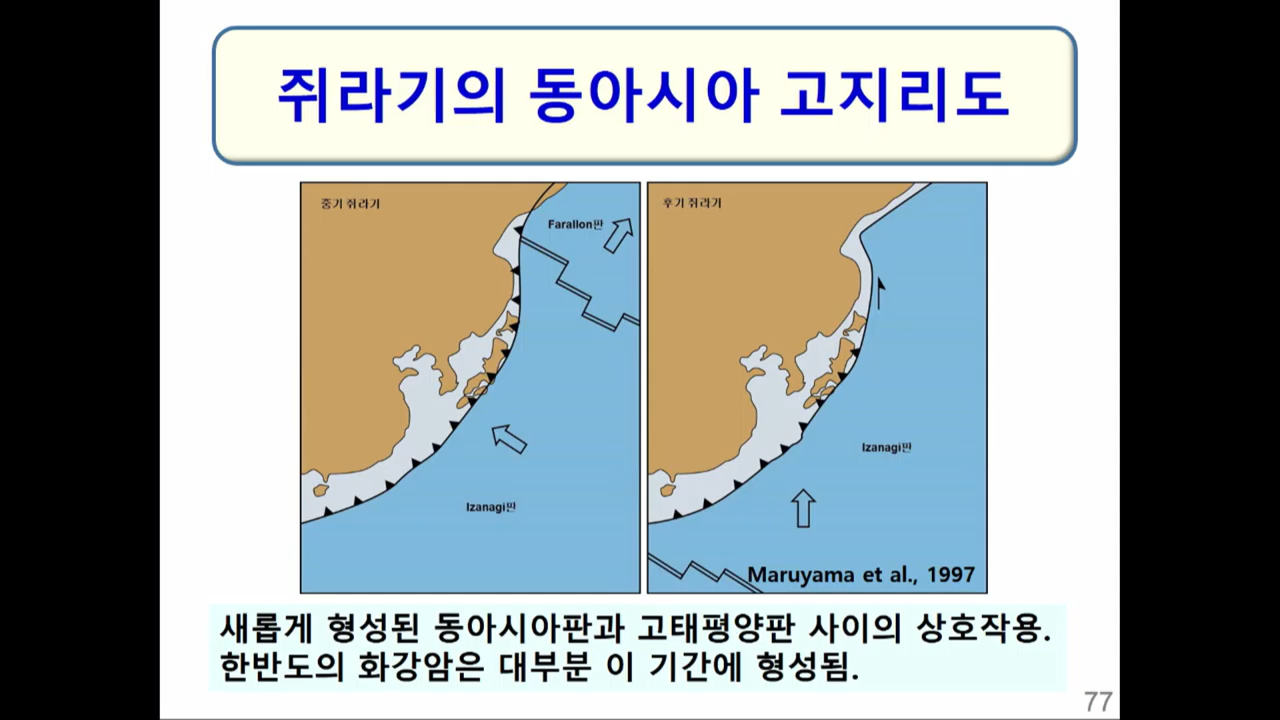 쥐라기의 동아시아 고지리도
중기 쥐라기
Farallon판
Izanagi판
후기 쥐라기
Izanagi판
Maruyama et al., 1997
새롭게 형성된 동아시아판과 고태평양판 사이의 상호작용.
한반도의 화강암은 대부분 이 기간에 형성됨.
77